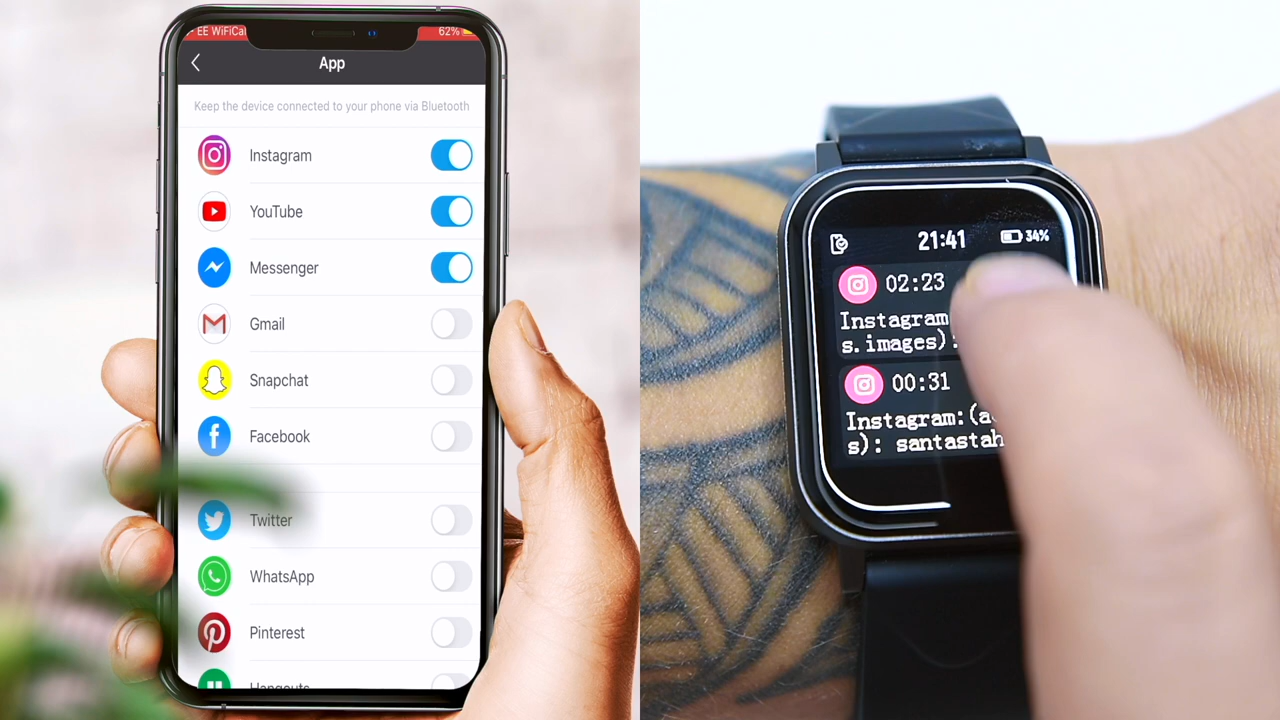 EE WiFiCal
62%
App
Keep the device connected to your phone via Bluetooth
Instagram
YouTube
Messenger
Gmail
Snapchat
Facebook
Twitter
WhatsApp
Pinterest
Hangouts
21:41
34%
02:23
Instagram
s.images):
00:31
Instagram:(a
s): santastah